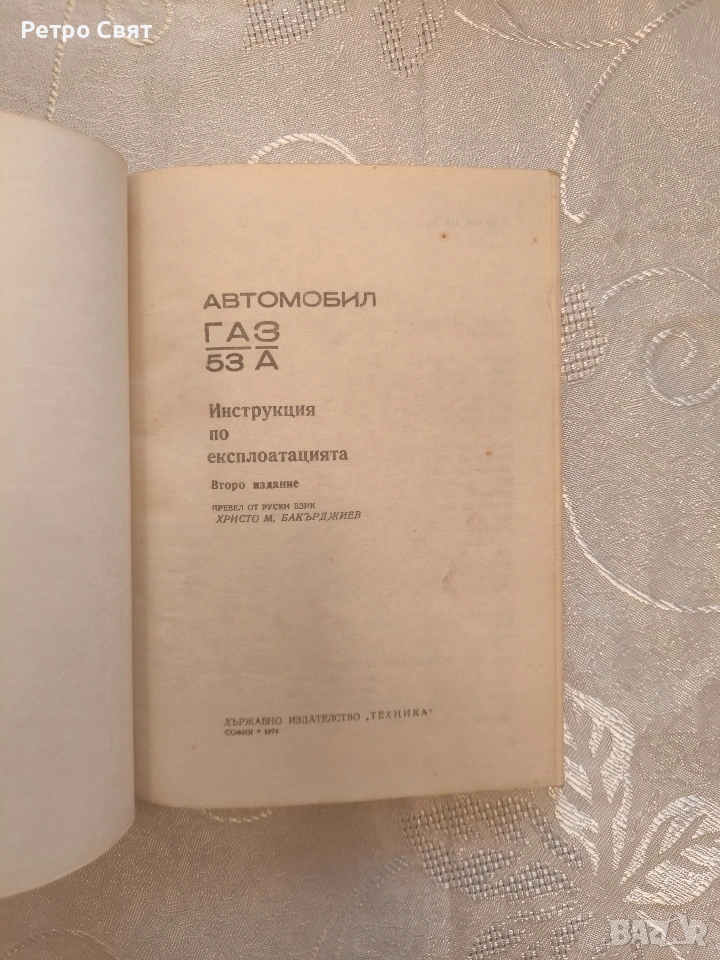 Ретро Свят
АВТОМОБИЛ
ГАЗ
53 А
Инструкция
по
експлоатацията
Второ издание
ПРЕВЕЛ ОТ РУСКИ ЕЗИК
ХРИСТО М. БАКЪРДЖИЕВ
ДЪРЖАВНО ИЗДАТЕЛСТВО „ТЕХНИКА"
СОФИЯ * 1974
BAZAR